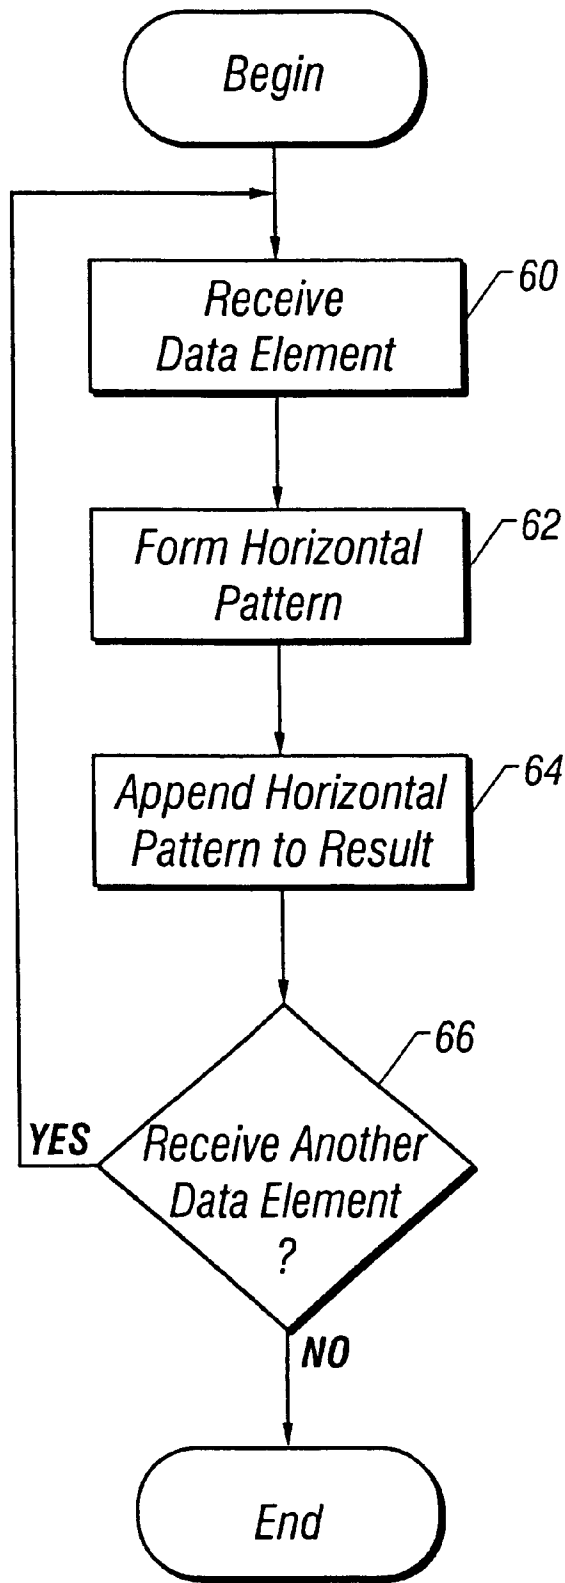 Begin
60
Receive
Data Element
62
Form Horizontal
Pattern
64
Append Horizontal
Pattern to Result
66
YES
Receive Another
Data Element
?
NO
End